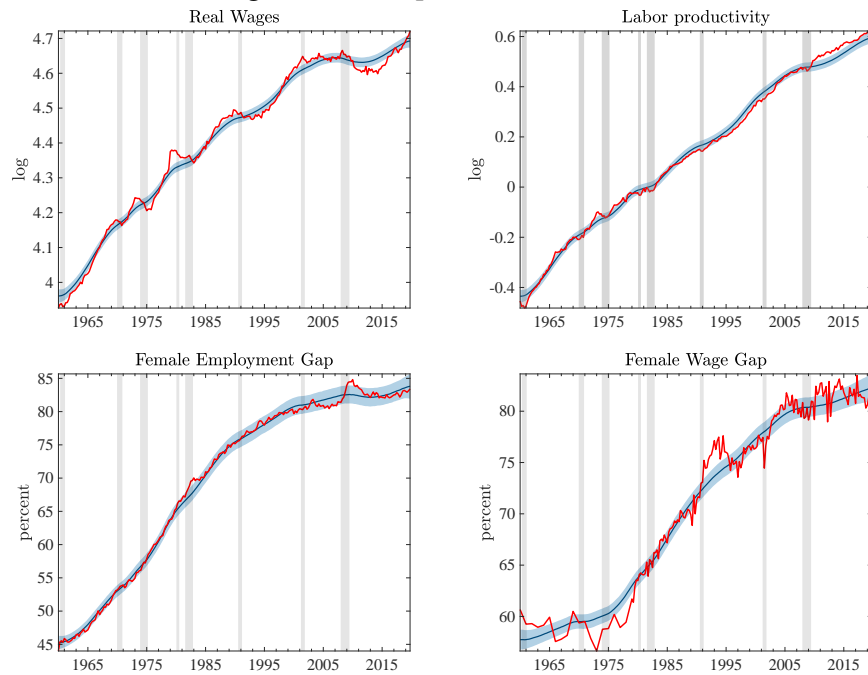 Real Wages
4.7
4.6
4.5
4.4
4.3
4.2
4.1
4
log
1965 1975 1985 1995 2005 2015
Labor productivity
0.6
0.4
0.2
0
-0.2
-0.4
log
1965 1975 1985 1995 2005 2015
Female Employment Gap
85
80
75
70
65
60
55
50
45
percent
1965 1975 1985 1995 2005 2015
Female Wage Gap
80
75
70
65
60
percent
1965 1975 1985 1995 2005 2015